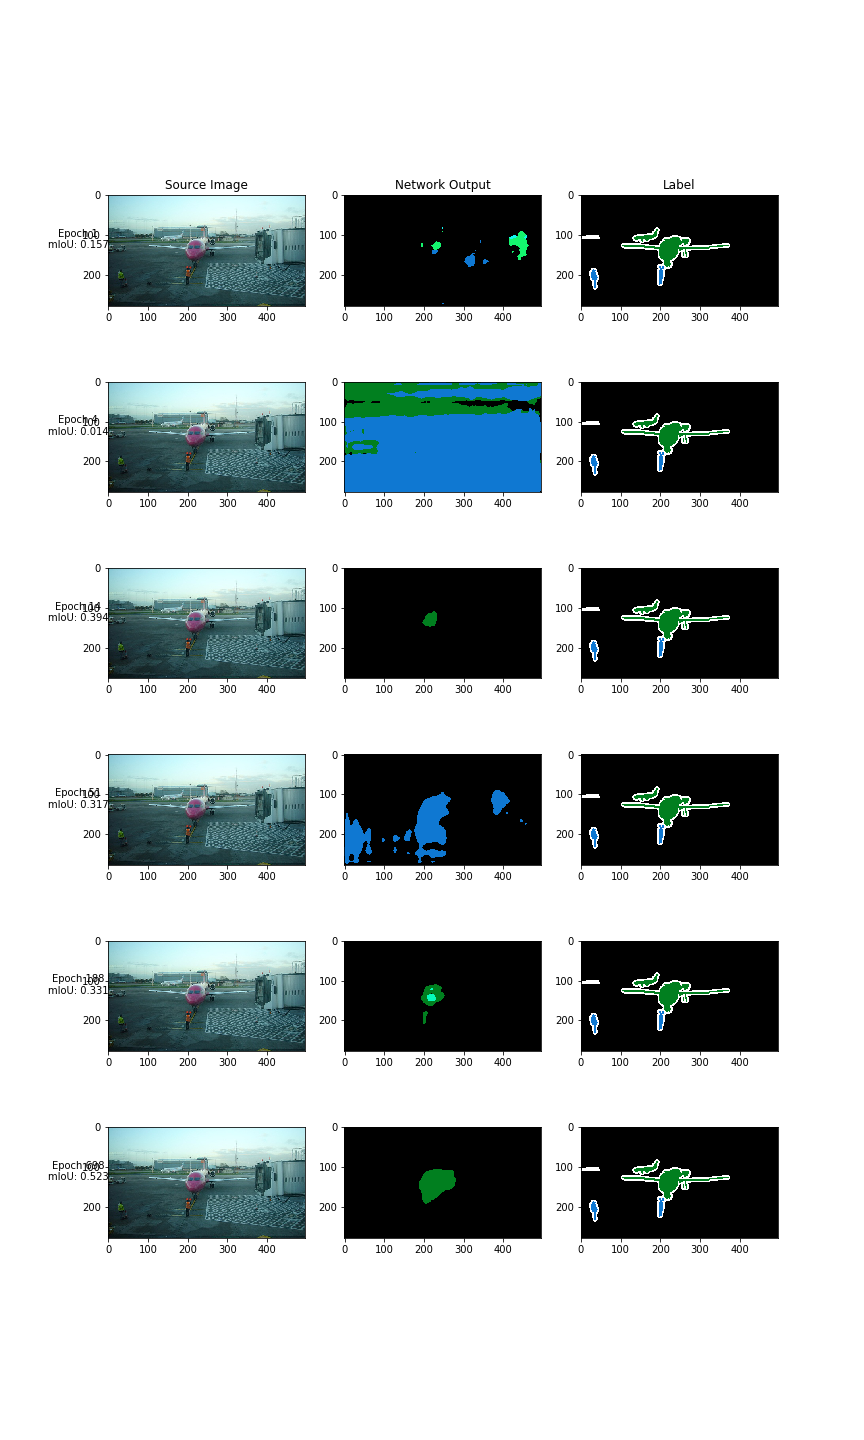 Source Image Network Output Label
Epoch 1
mIoU: 0.157
0 100 200
0 100 200 300 400
0 100 200
0 100 200 300 400
0 100 200
0 100 200 300 400
Epoch 4
mIoU: 0.014
0 100 200
0 100 200 300 400
0 100 200
0 100 200 300 400
0 100 200
0 100 200 300 400
Epoch 14
mIoU: 0.394
0 100 200
0 100 200 300 400
0 100 200
0 100 200 300 400
0 100 200
0 100 200 300 400
Epoch 51
mIoU: 0.317
0 100 200
0 100 200 300 400
0 100 200
0 100 200 300 400
0 100 200
0 100 200 300 400
Epoch 188
mIoU: 0.331
0 100 200
0 100 200 300 400
0 100 200
0 100 200 300 400
0 100 200
0 100 200 300 400
Epoch 698
mIoU: 0.523
0 100 200
0 100 200 300 400
0 100 200
0 100 200 300 400
0 100 200
0 100 200 300 400